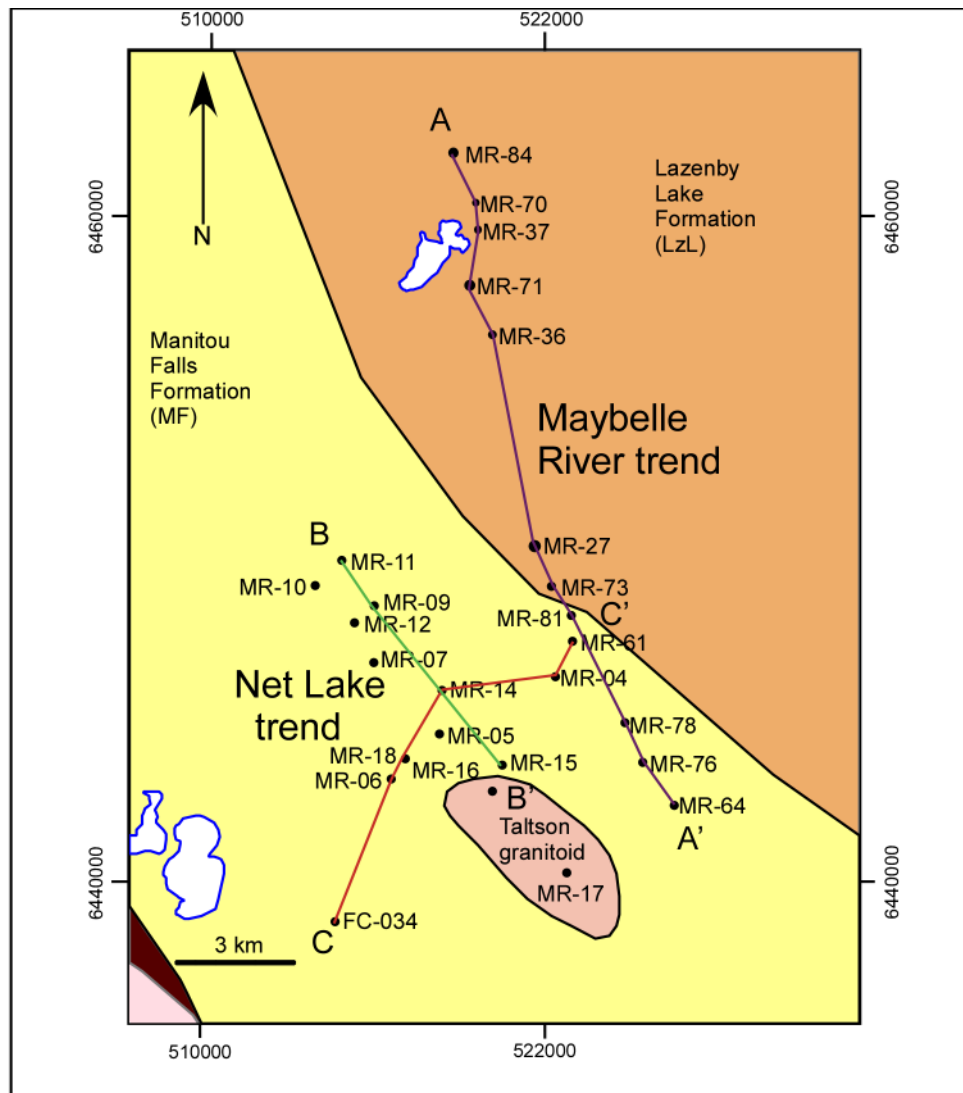 510000
522000
A
MR-84
Lazenby
Lake
Formation
(LzL)
MR-70
6460000
6460000
N
MR-37
MR-71
MR-36
Manitou
Falls
Formation
(MF)
Maybelle
River trend
B
MR-27
MR-11
MR-10
MR-73
MR-09
MR-81
C'
MR-12
MR-61
MR-07
MR-04
Net Lake
trend
MR-14
MR-78
MR-05
MR-18
MR-16
MR-15
MR-76
MR-06
B'
MR-64
A'
Taltson
granitoid
6440000
6440000
MR-17
FC-034
C
3 km
510000
522000